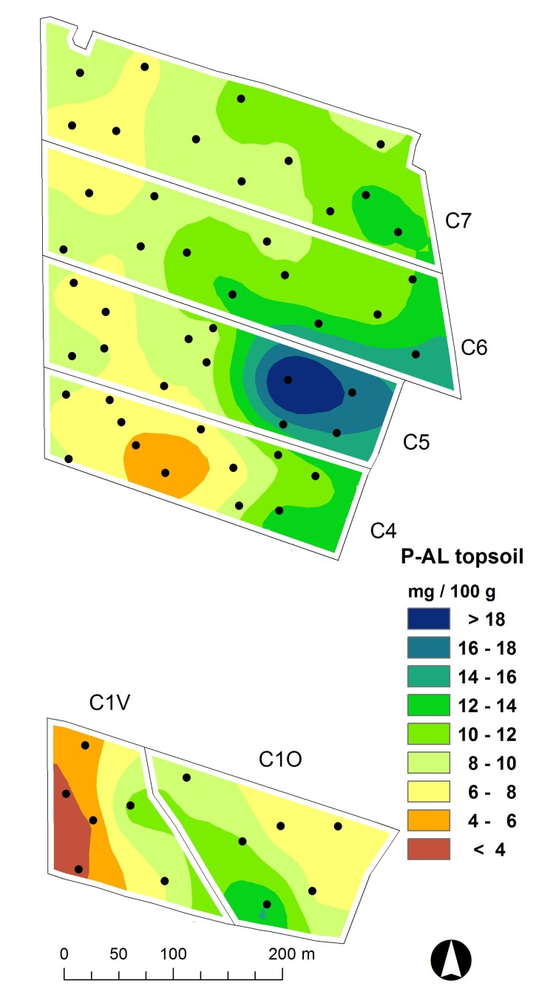 C7
C6
C5
C4
P-AL topsoil
mg / 100 g
> 18
16 - 18
14 - 16
12 - 14
10 - 12
8 - 10
6 - 8
4 - 6
< 4
C1V
C1O
0 50 100 200 m